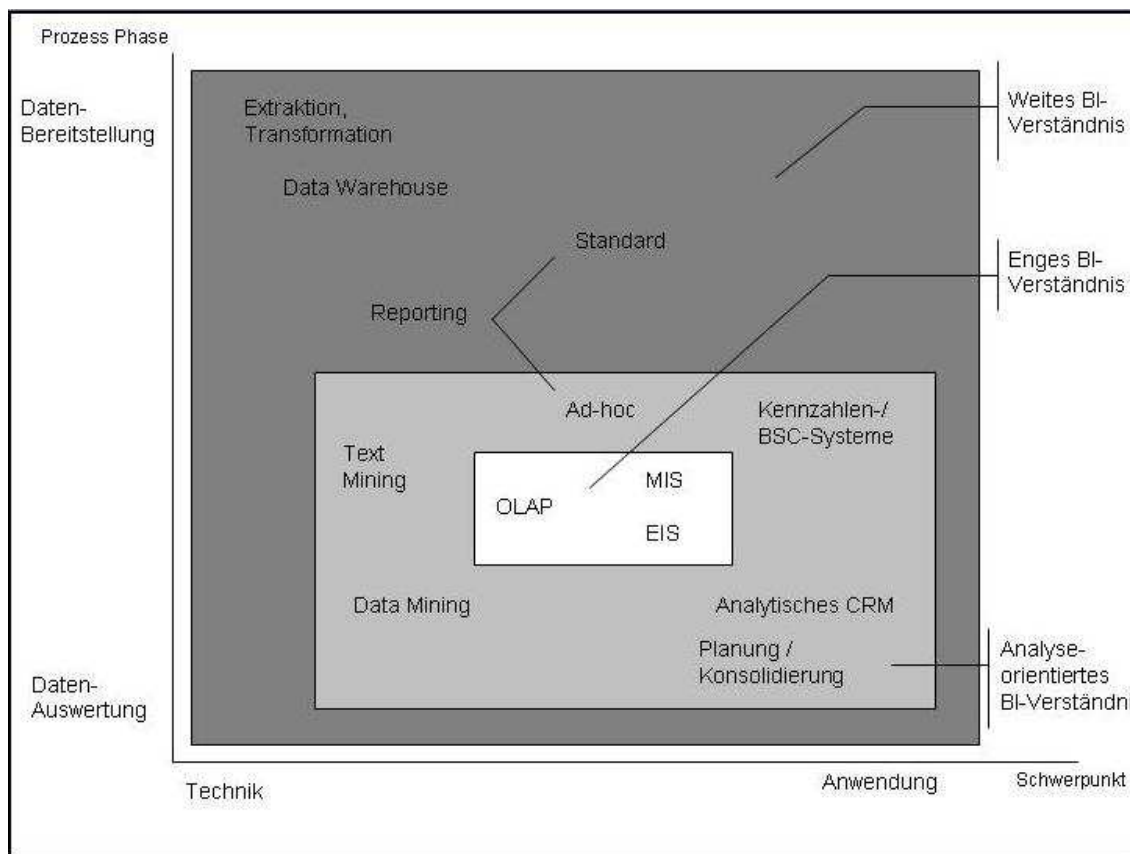 Prozess Phase
Daten-
Bereitstellung
Extraktion,
Transformation
Data Warehouse
Standard
Reporting
Weites BI-
Verständnis
Enges BI-
Verständnis
Ad-hoc
Kennzahlen-/
BSC-Systeme
Text
Mining
OLAP
MIS
EIS
Data Mining
Analytisches CRM
Planung /
Konsolidierung
Analyse-
orientiertes
BI-Verständni
Daten-
Auswertung
Technik
Anwendung
Schwerpunkt